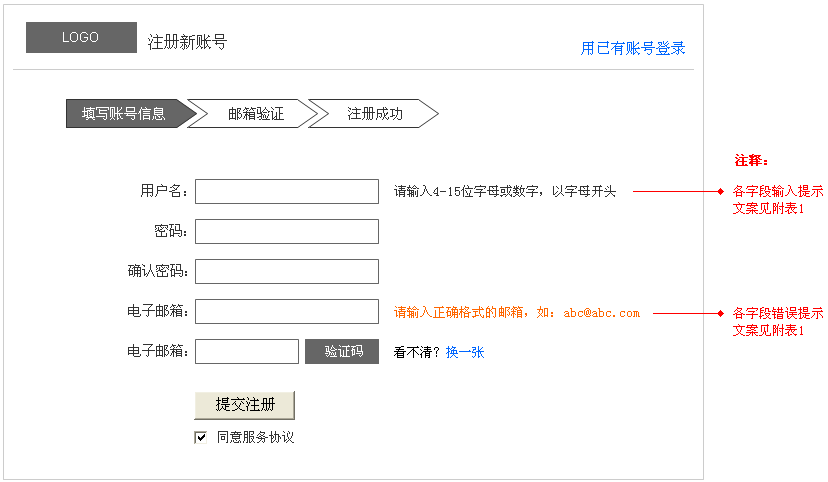 LOGO
注册新账号
用已有账号登录
填写账号信息
邮箱验证
注册成功
注释：
用户名：
请输入4-15位字母或数字，以字母开头
各字段输入提示
文案见附表1
密码：
确认密码：
电子邮箱：
请输入正确格式的邮箱，如：abc@abc.com
各字段错误提示
文案见附表1
电子邮箱：
验证码
看不清？换一张
提交注册
同意服务协议